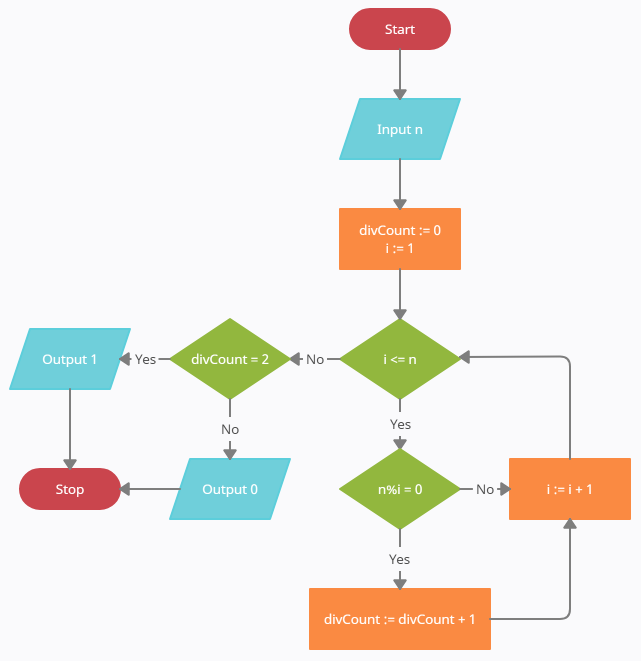 Start
Input n
divCount := 0
i := 1
i <= n
No
divCount = 2
Yes
Output 1
No
Output 0
Stop
Yes
n%i = 0
No
i := i + 1
Yes
divCount := divCount + 1